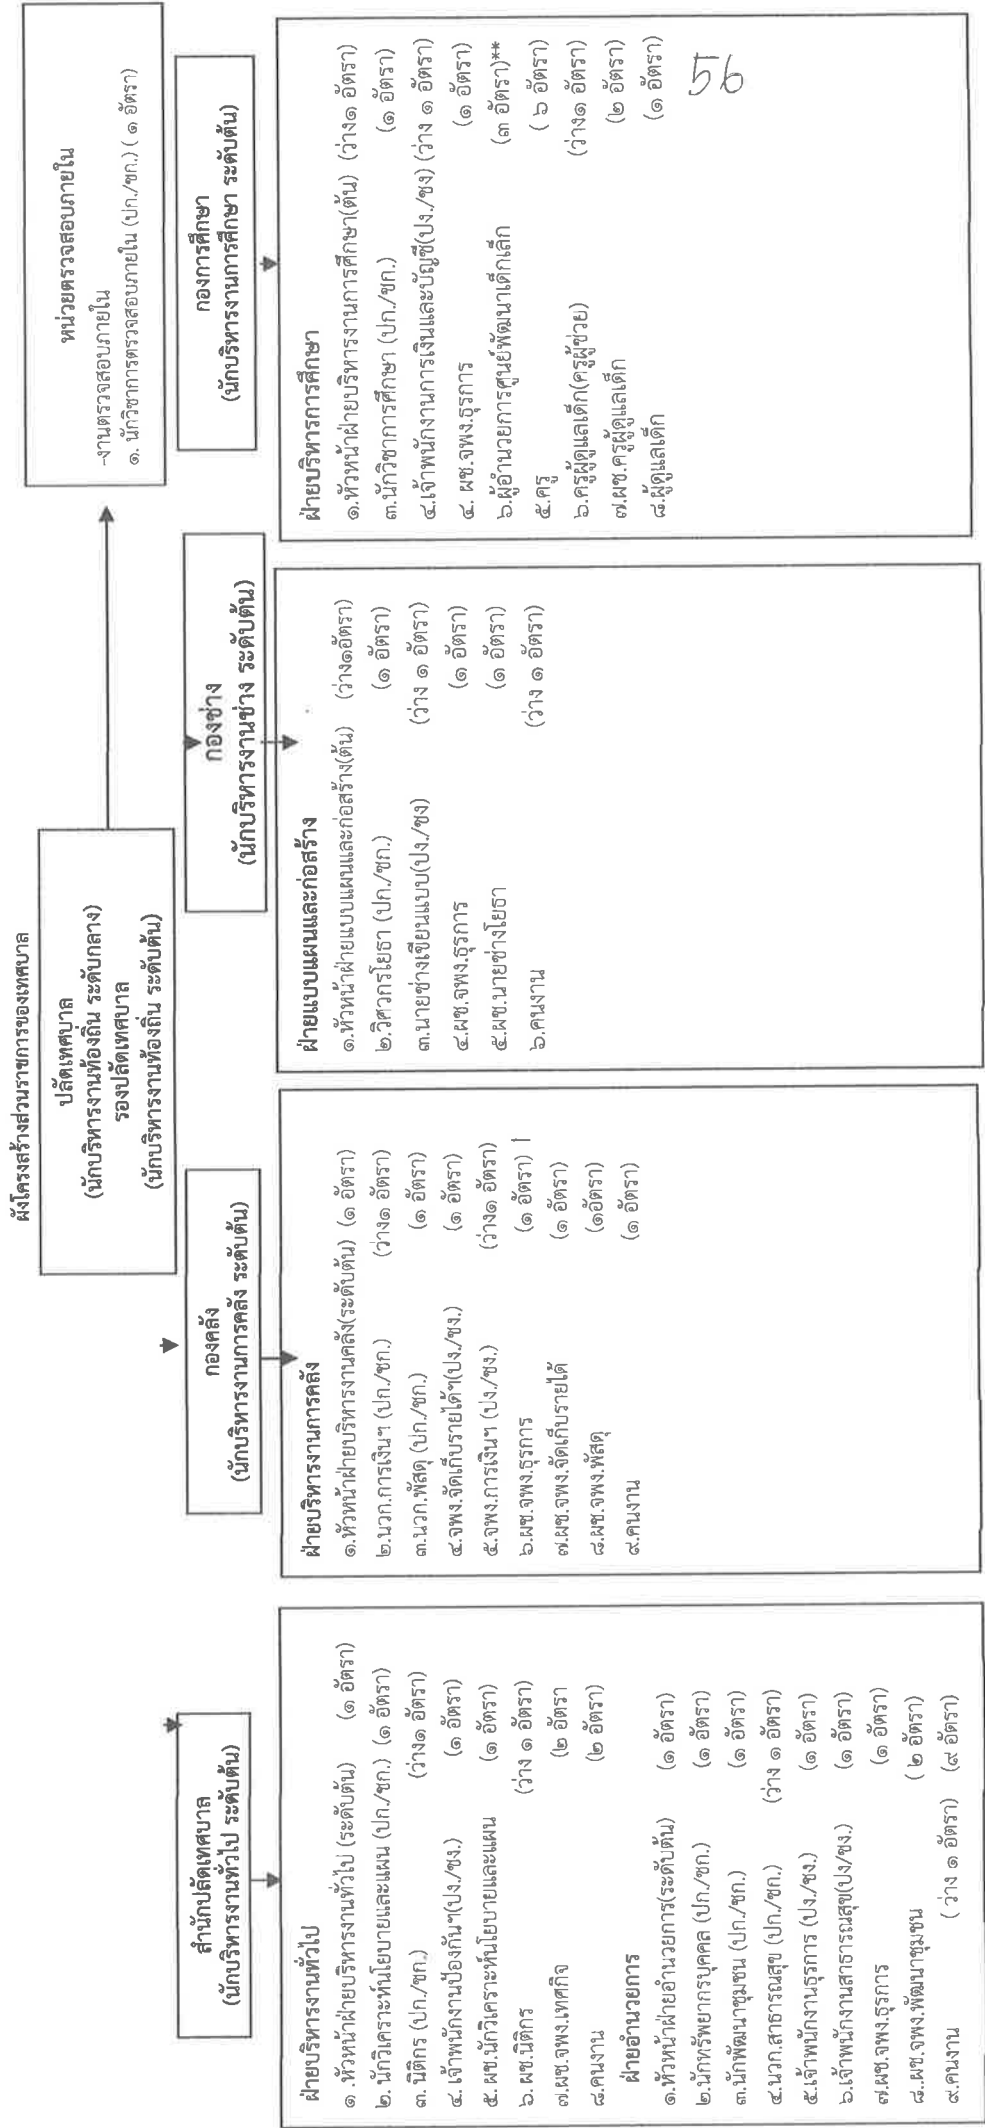 ผังโครงสร้างส่วนราชการของเทศบาล
ปลัดเทศบาล
(นักบริหารงานท้องถิ่น ระดับกลาง)
รองปลัดเทศบาล
(นักบริหารงานท้องถิ่น ระดับต้น)
หน่วยตรวจสอบภายใน
-งานตรวจสอบภายใน
๑. นักวิชาการตรวจสอบภายใน (ปก./ชก.) ( ๑ อัตรา)
สำนักปลัดเทศบาล
(นักบริหารงานทั่วไป ระดับต้น)
ฝ่ายบริหารงานทั่วไป
๑ .หัวหน้าฝ่ายบริหารงานทั่วไป (ระดับต้น) (๑ อัตรา)
๒. นักวิเคราะห์นโยบายและแผน (ปก./ชก.) (๑ อัตรา)
๓. นิติกร (ปก./ชก.) (ว่าง๑ อัตรา)
๔. เจ้าพนักงานป้องกันฯ(ปง./ชง.) (๑ อัตรา)
๕. ผช.นักวิเคราะห์นโยบายและแผน (๑ อัตรา)
๖. ผช.นิติกร (ว่าง ๑ อัตรา)
๗.ผช.จพง.เทศกิจ (๒ อัตรา
๘.คนงาน (๒ อัตรา)
ฝ่ายอำนวยการ
๑.หัวหน้าฝ่ายอำนวยการ(ระดับต้น) (๑ อัตรา)
๒.นักทรัพยากรบุคคล (ปก./ชก.) (๑ อัตรา)
๓.นักพัฒนาชุมชน (ปก./ชก.) (๑ อัตรา)
๔.นวก.สาธารณสุข (ปก./ชก.) (ว่าง ๑ อัตรา)
๕.เจ้าพนักงานธุรการ (ปง./ชง.) (๑ อัตรา)
๖.เจ้าพนักงานสาธารณสุข(ปง/ชง.) (๑ อัตรา)
๗.ผช.จพง.ธุรการ (๑ อัตรา)
๘..ผช.จพง.พัฒนาชุมชน ( ๒ อัตรา)
๙.คนงาน ( ว่าง ๑ อัตรา) (๙ อัตรา)
กองคลัง
(นักบริหารงานการคลัง ระดับต้น)
ฝ่ายบริหารงานการคลัง
๑.หัวหน้าฝ่ายบริหารงานคลัง(ระดับต้น) (๑ อัตรา)
๒.นวก.การเงินฯ (ปก./ชก.) (ว่าง๑ อัตรา)
๓.นวก.พัสดุ (ปก./ชก.) (๑ อัตรา)
๔.จพง.จัดเก็บรายได้ฯ(ปง./ชง.) (๑ อัตรา)
๕.จพง.การเงินฯ (ปง./ชง.) (ว่าง๑ อัตรา)
๖.ผช.จพง.ธุรการ (๑ อัตรา)
๗.ผช.จพง.จัดเก็บรายได้ (๑ อัตรา)
๘.ผช.จพง.พัสดุ (๑อัตรา)
๙.คนงาน (๑ อัตรา)
กองช่าง
(นักบริหารงานช่าง ระดับต้น)
ฝ่ายแบบแผนและก่อสร้าง
๑.หัวหน้าฝ่ายแบบแผนและก่อสร้าง(ต้น) (ว่าง๑อัตรา)
๒.วิศวกรโยธา (ปก./ชก.) (๑ อัตรา)
๓.นายช่างเขียนแบบ(ปง./ชง) (ว่าง ๑ อัตรา)
๔.ผช.จพง.ธุรการ (๑ อัตรา)
๕.ผช.นายช่างโยธา (๑ อัตรา)
๖.คนงาน (ว่าง ๑ อัตรา)
กองการศึกษา
(นักบริหารงานการศึกษา ระดับต้น)
ฝ่ายบริหารการศึกษา
๑.หัวหน้าฝ่ายบริหารงานการศึกษา(ต้น) (ว่าง๑ อัตรา)
๓.นักวิชาการศึกษา (ปก./ชก.) (๑ อัตรา)
๔.เจ้าพนักงานการเงินและบัญชี(ปง./ชง) (ว่าง ๑ อัตรา)
๔. ผช.จพง.ธุรการ (๑ อัตรา)
๖.ผู้อำนวยการศูนย์พัฒนาเด็กเล็ก (๓ อัตรา)**
๕.ครู ( ๖ อัตรา)
๖.ครูผู้ดูแลเด็ก(ครูผู้ช่วย) (ว่าง๑ อัตรา)
๗.ผช.ครูผู้ดูแลเด็ก (๒ อัตรา)
๘.ผู้ดูแลเด็ก (๑ อัตรา)
56